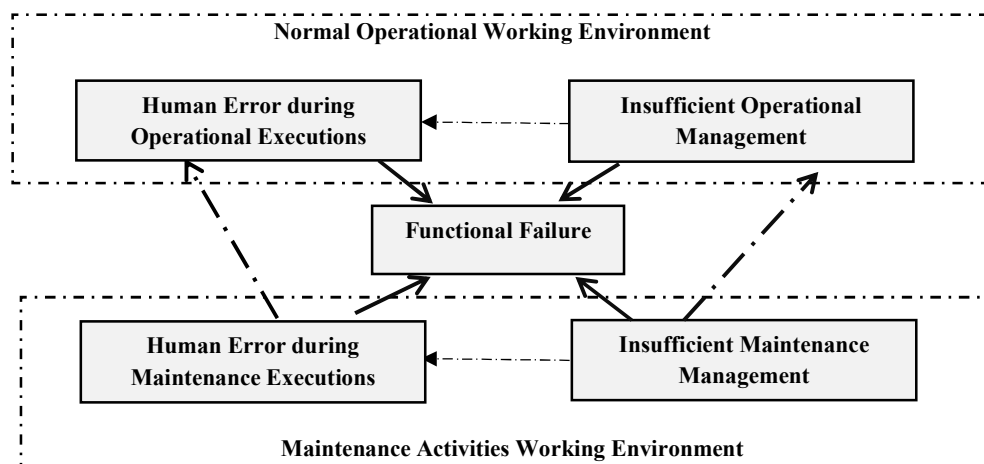 Normal Operational Working Environment
Human Error during
Operational Executions
Insufficient Operational
Management
Functional Failure
Human Error during
Maintenance Executions
Insufficient Maintenance
Management
Maintenance Activities Working Environment